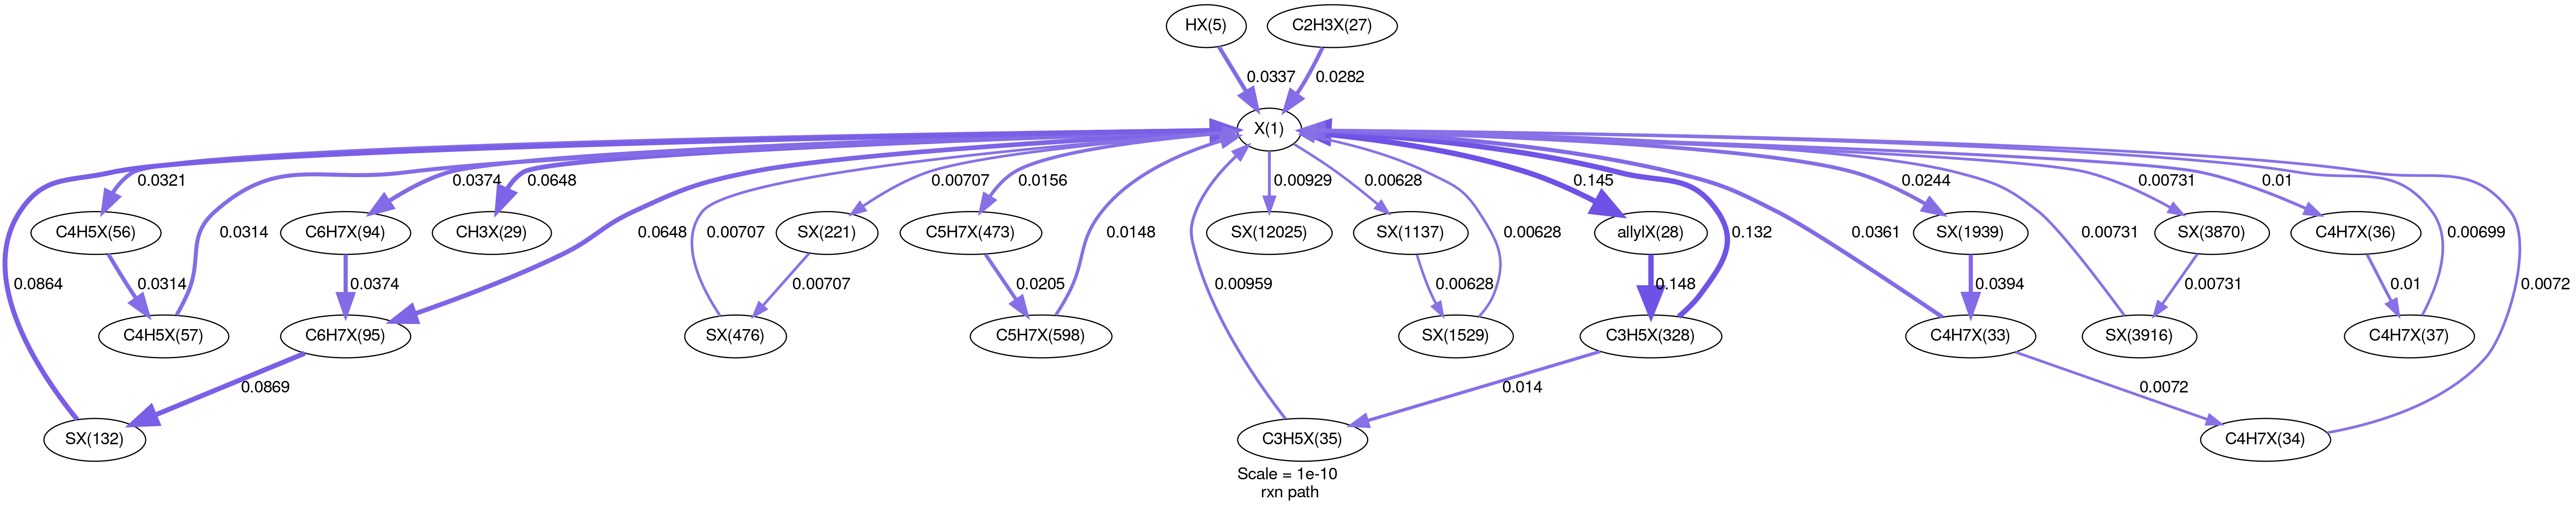 HX(5)
C2H3X(27)
0.0337
0.0282
X(1)
0.0321
0.0374
0.0648
0.00707
0.0156
0.00929
0.00628
0.145
0.0244
0.00731
0.01
C4H5X(56)
C6H7X(94)
CH3X(29)
SX(221)
C5H7X(473)
SX(12025)
SX(1137)
allylX(28)
SX(1939)
SX(3870)
C4H7X(36)
0.0314
0.0648
0.00707
0.0148
0.00628
0.132
0.0361
0.00731
0.00699
0.0864
0.0314
0.0374
0.00707
0.0205
0.00959
0.00628
0.148
0.0394
0.00731
0.01
0.0072
C4H5X(57)
C6H7X(95)
SX(476)
C5H7X(598)
SX(1529)
C3H5X(328)
C4H7X(33)
SX(3916)
C4H7X(37)
0.0869
0.014
0.0072
SX(132)
C3H5X(35)
C4H7X(34)
Scale = 1e-10
rxn path